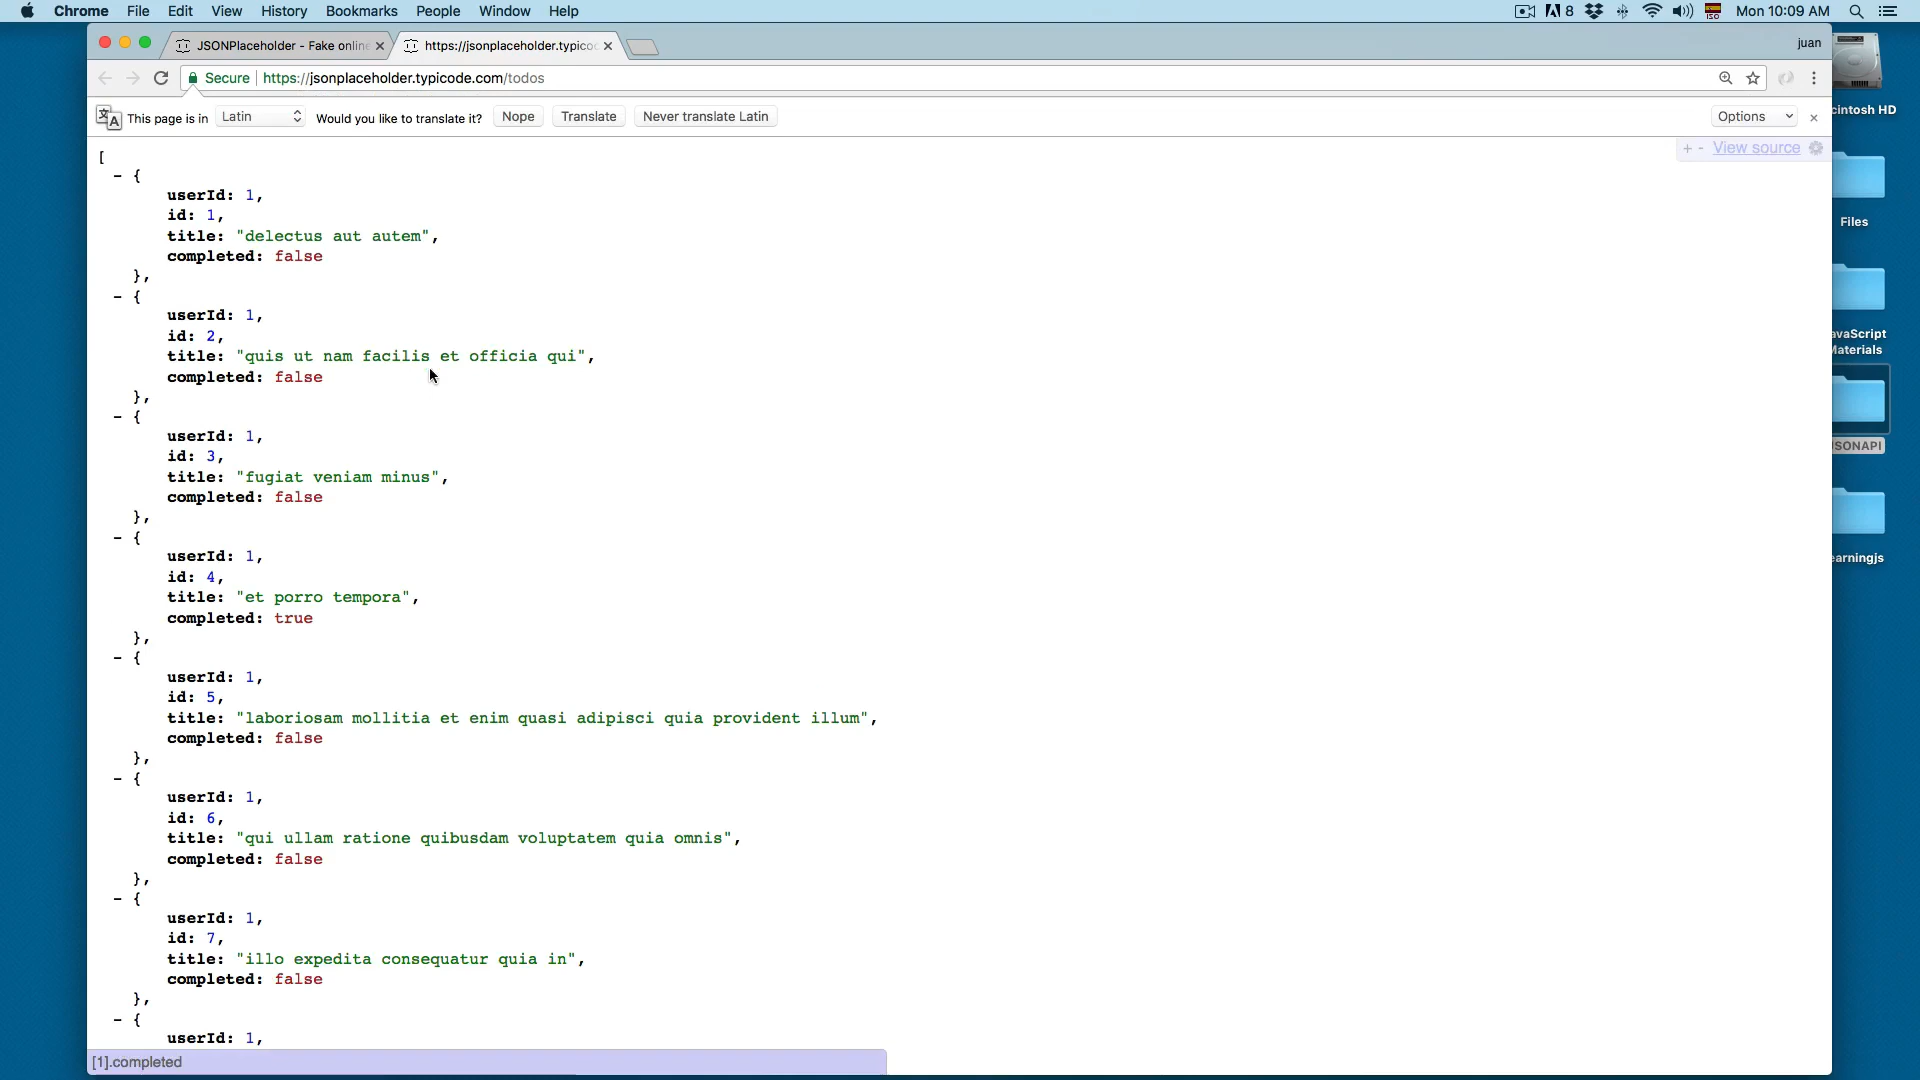 Chrome File Edit View History Bookmarks People Window Help 8 ISO Mon 10:09 AM
JSONPlaceholder - Fake online https://jsonplaceholder.typico juan
Secure https://jsonplaceholder.typicode.com/todos
This page is in Latin Would you like to translate it? Nope Translate Never translate Latin Options
+ - View source
[
- {
userId: 1,
id: 1,
title: "delectus aut autem",
completed: false
},
- {
userId: 1,
id: 2,
title: "quis ut nam facilis et officia qui",
completed: false
},
- {
userId: 1,
id: 3,
title: "fugiat veniam minus",
completed: false
},
- {
userId: 1,
id: 4,
title: "et porro tempora",
completed: true
},
- {
userId: 1,
id: 5,
title: "laboriosam mollitia et enim quasi adipisci quia provident illum",
completed: false
},
- {
userId: 1,
id: 6,
title: "qui ullam ratione quibusdam voluptatem quia omnis",
completed: false
},
- {
userId: 1,
id: 7,
title: "illo expedita consequatur quia in",
completed: false
},
- {
userId: 1,
[1].completed
cintosh HD
Files
avaScript
Materials
SONAPI
earningjs